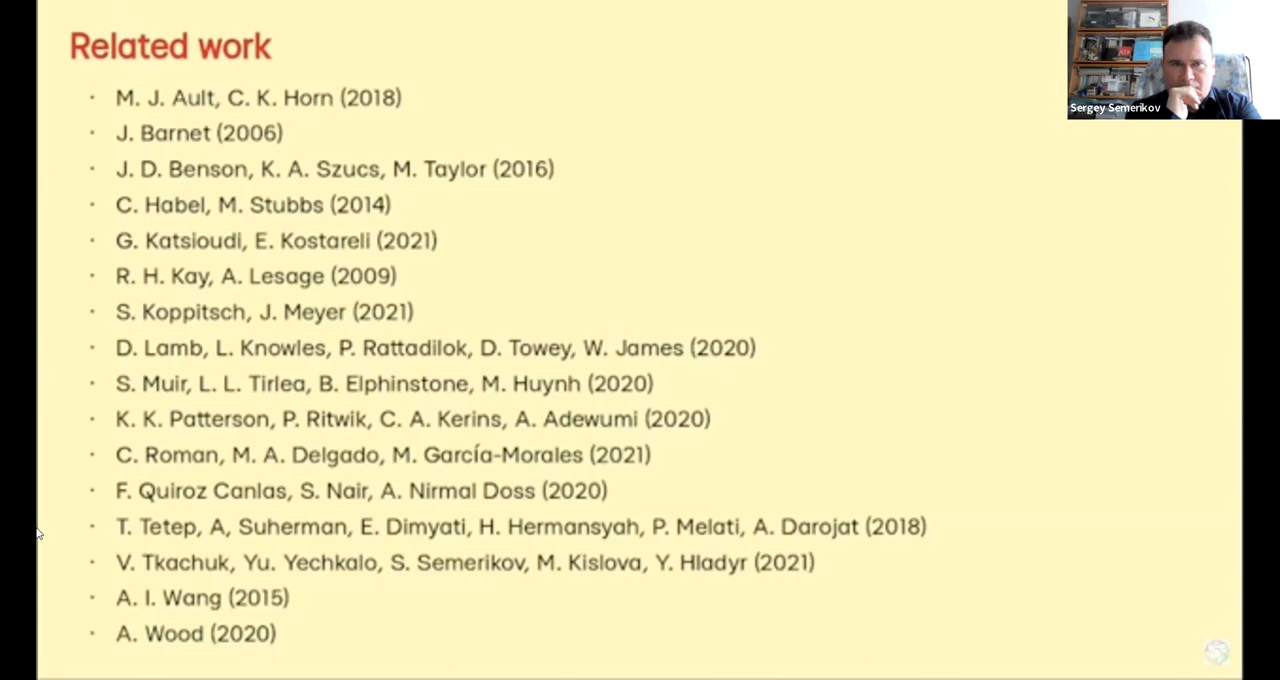 Related work
Sergey Semerikov
· M. J. Ault, C. K. Horn (2018)
· J. Barnet (2006)
· J. D. Benson, K. A. Szucs, M. Taylor (2016)
· C. Habel, M. Stubbs (2014)
· G. Katsioudi, E. Kostareli (2021)
· R. H. Kay, A. Lesage (2009)
· S. Koppitsch, J. Meyer (2021)
· D. Lamb, L. Knowles, P. Rattadilok, D. Towey, W. James (2020)
· S. Muir, L. L. Tirlea, B. Elphinstone, M. Huynh (2020)
· K. K. Patterson, P. Ritwik, C. A. Kerins, A. Adewumi (2020)
· C. Roman, M. A. Delgado, M. García-Morales (2021)
· F. Quiroz Canlas, S. Nair, A. Nirmal Doss (2020)
· T. Tetep, A, Suherman, E. Dimyati, H. Hermansyah, P. Melati, A. Darojat (2018)
· V. Tkachuk, Yu. Yechkalo, S. Semerikov, M. Kislova, Y. Hladyr (2021)
· A. I. Wang (2015)
· A. Wood (2020)